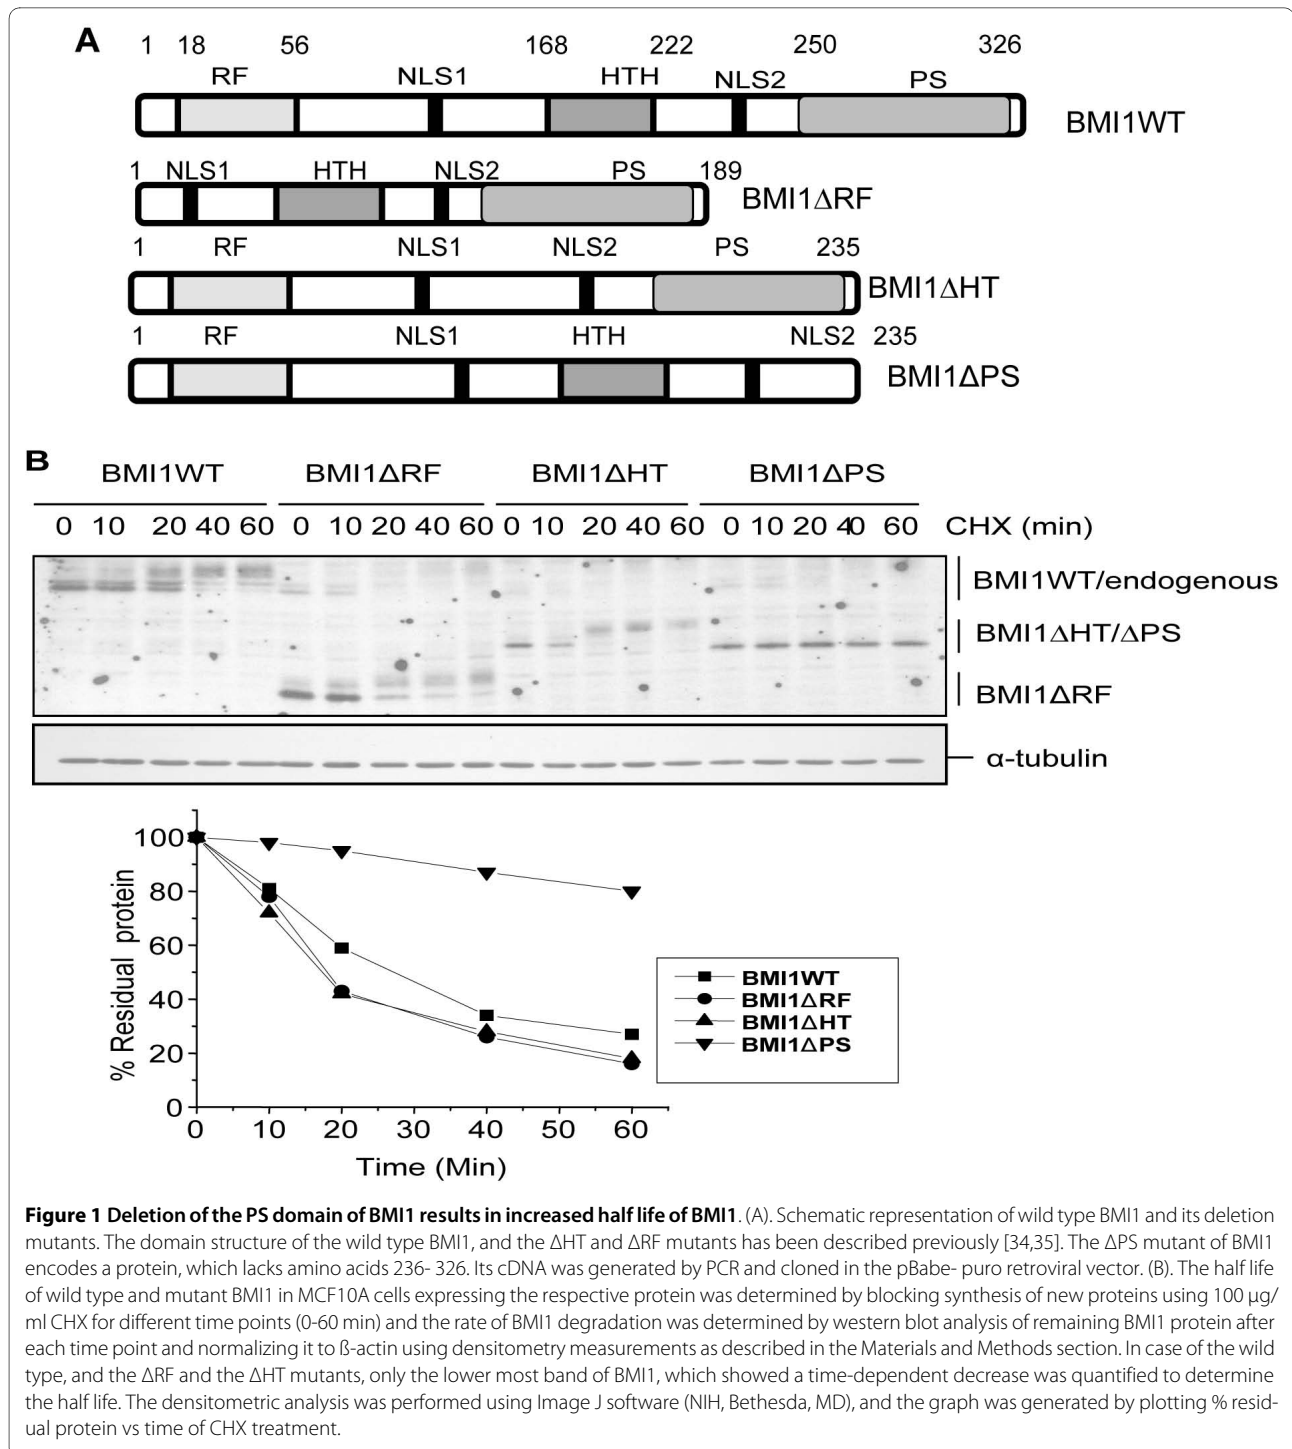 A 1 18 56 168 222 250 326
RF NLS1 HTH NLS2 PS
BMI1WT
1 NLS1 HTH NLS2 PS 189
BMI1ΔRF
1 RF NLS1 NLS2 PS 235
BMI1ΔHT
1 RF NLS1 HTH NLS2 235
BMI1ΔPS
B
BMI1WT BMI1ΔRF BMI1ΔHT BMI1ΔPS
0 10 20 40 60 0 10 20 40 60 0 10 20 40 60 0 10 20 40 60 CHX (min)
BMI1WT/endogenous
BMI1ΔHT/ΔPS
BMI1ΔRF
α-tubulin
100
80
60
40
20
0
% Residual protein
BMI1WT
BMI1ΔRF
BMI1ΔHT
BMI1ΔPS
0 10 20 30 40 50 60
Time (Min)
Figure 1 Deletion of the PS domain of BMI1 results in increased half life of BMI1. (A). Schematic representation of wild type BMI1 and its deletion
mutants. The domain structure of the wild type BMI1, and the ΔHT and ΔRF mutants has been described previously [34,35]. The ΔPS mutant of BMI1
encodes a protein, which lacks amino acids 236- 326. Its cDNA was generated by PCR and cloned in the pBabe- puro retroviral vector. (B). The half life
of wild type and mutant BMI1 in MCF10A cells expressing the respective protein was determined by blocking synthesis of new proteins using 100 μg/
ml CHX for different time points (0-60 min) and the rate of BMI1 degradation was determined by western blot analysis of remaining BMI1 protein after
each time point and normalizing it to ß-actin using densitometry measurements as described in the Materials and Methods section. In case of the wild
type, and the ΔRF and the ΔHT mutants, only the lower most band of BMI1, which showed a time-dependent decrease was quantified to determine
the half life. The densitometric analysis was performed using Image J software (NIH, Bethesda, MD), and the graph was generated by plotting % resid-
ual protein vs time of CHX treatment.